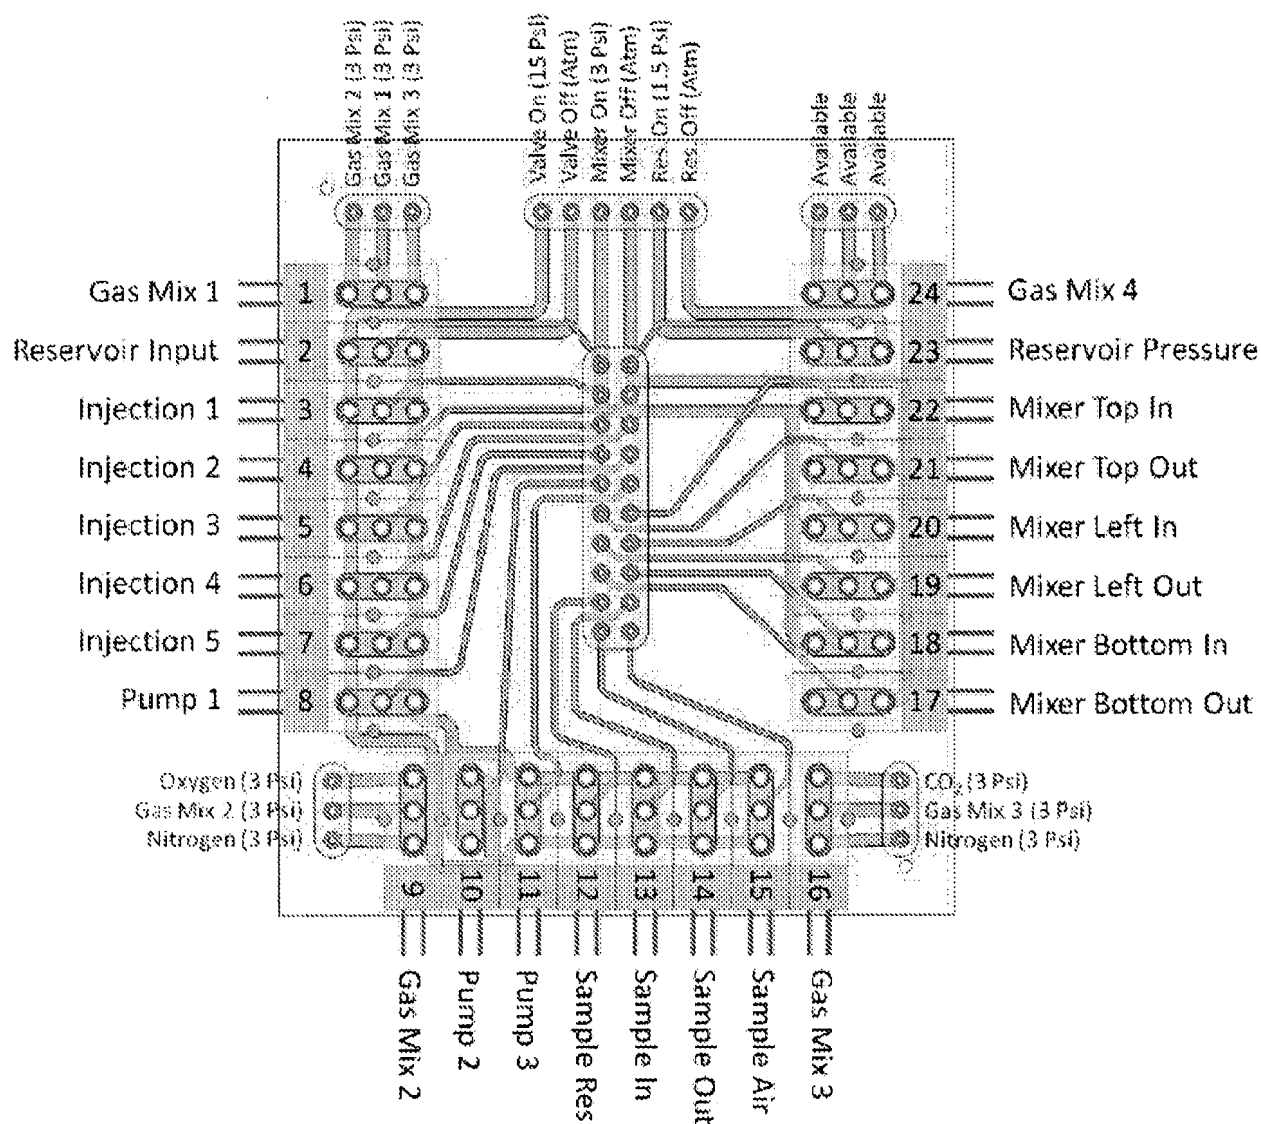 Gas Mix 2 (3 Psi)
Gas Mix 1 (3 Psi)
Gas Mix 3 (3 Psi)
Valve On (15 Psi)
Valve Off (Atm)
Mixer On (3 Psi)
Mixer Off (Atm)
Res. On (1.5 Psi)
Res. Off (Atm)
Available
Available
Available
Gas Mix 1 1
Reservoir Input 2
Injection 1 3
Injection 2 4
Injection 3 5
Injection 4 6
Injection 5 7
Pump 1 8
24 Gas Mix 4
23 Reservoir Pressure
22 Mixer Top In
21 Mixer Top Out
20 Mixer Left In
19 Mixer Left Out
18 Mixer Bottom In
17 Mixer Bottom Out
Oxygen (3 Psi)
Gas Mix 2 (3 Psi)
Nitrogen (3 Psi)
CO2 (3 Psi)
Gas Mix 3 (3 Psi)
Nitrogen (3 Psi)
9 Gas Mix 2
10 Pump 2
11 Pump 3
12 Sample Res
13 Sample In
14 Sample Out
15 Sample Air
16 Gas Mix 3